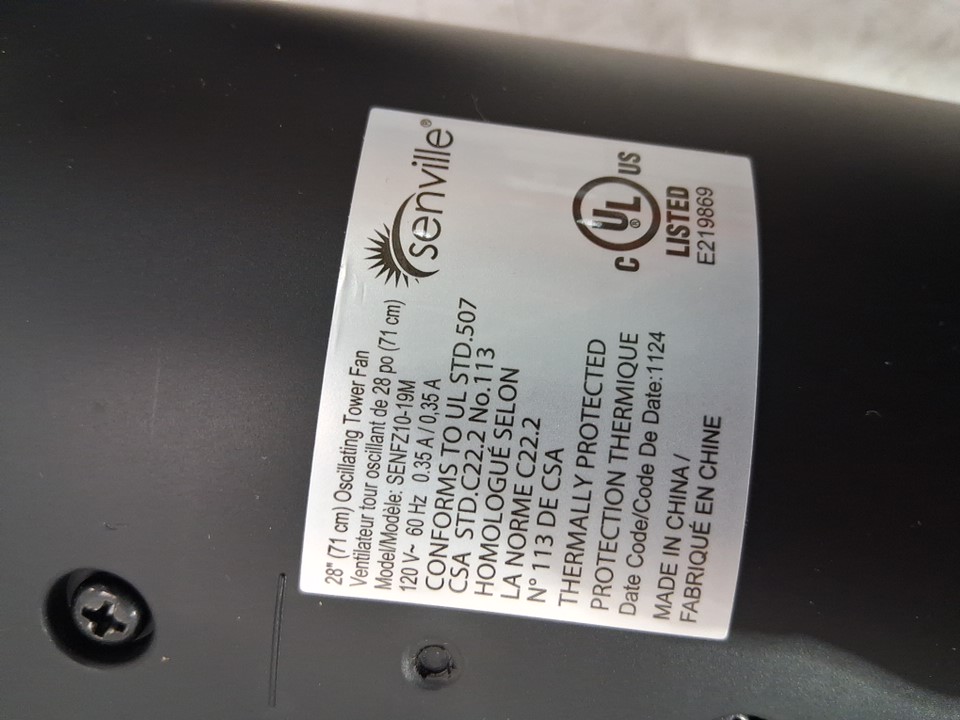 senville®
28" (71 cm) Oscillating Tower Fan
Ventilateur tour oscillant de 28 po (71 cm)
Model/Modèle: SENFZ10-19M
120 V~ 60 Hz 0.35 A / 0,35 A
CONFORMS TO UL STD.507
CSA STD.C22.2 No.113
HOMOLOGUÉ SELON
LA NORME C22.2
N° 113 DE CSA
THERMALLY PROTECTED
PROTECTION THERMIQUE
Date Code/Code De Date:1124
MADE IN CHINA /
FABRIQUÉ EN CHINE
C UL® US
LISTED
E219869